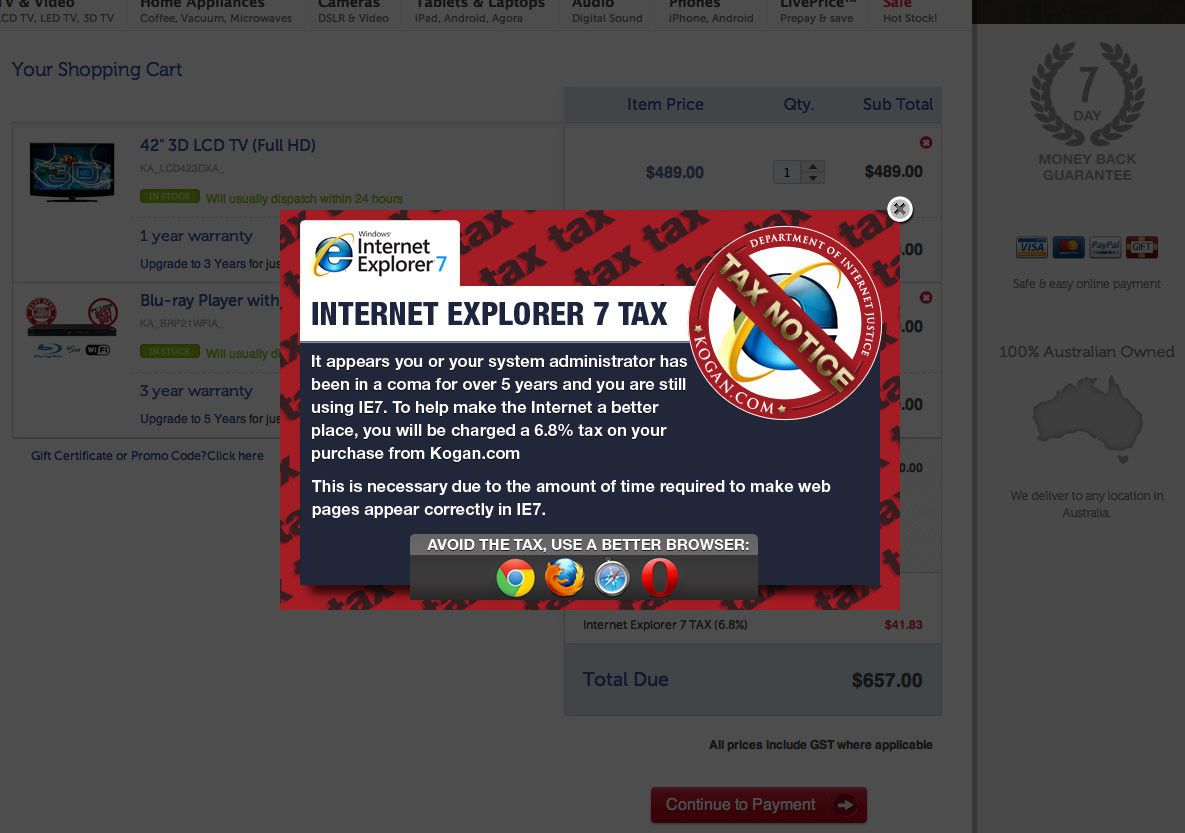 TV & Video
Home Appliances
Cameras
Tablets & Laptops
Audio
Phones
LivePrice™
Sale
LCD TV, LED TV, 3D TV
Coffee, Vacuum, Microwaves
DSLR & Video
iPad, Android, Agora
Digital Sound
iPhone, Android
Prepay & save
Hot Stock!
Your Shopping Cart
Item Price
Qty.
Sub Total
42" 3D LCD TV (Full HD)
KA_LCD423DXA_
IN STOCK
Will usually dispatch within 24 hours
$489.00
1
$489.00
1 year warranty
Upgrade to 3 Years for jus
.00
Blu-ray Player with
KA_BRP21WFIA_
IN STOCK
Will usually di
.00
3 year warranty
Upgrade to 5 Years for jus
.00
Gift Certificate or Promo Code?Click here
0.00
Windows®
Internet
Explorer 7
INTERNET EXPLORER 7 TAX
It appears you or your system administrator has
been in a coma for over 5 years and you are still
using IE7. To help make the Internet a better
place, you will be charged a 6.8% tax on your
purchase from Kogan.com
This is necessary due to the amount of time required to make web
pages appear correctly in IE7.
AVOID THE TAX, USE A BETTER BROWSER:
DEPARTMENT OF INTERNET JUSTICE
TAX NOTICE
KOGAN.COM
tax tax tax tax
Internet Explorer 7 TAX (6.8%)
$41.83
Total Due
$657.00
All prices include GST where applicable
Continue to Payment
7
DAY
MONEY BACK
GUARANTEE
VISA
MasterCard
PayPal
GIFT
Safe & easy online payment
100% Australian Owned
We deliver to any location in
Australia.